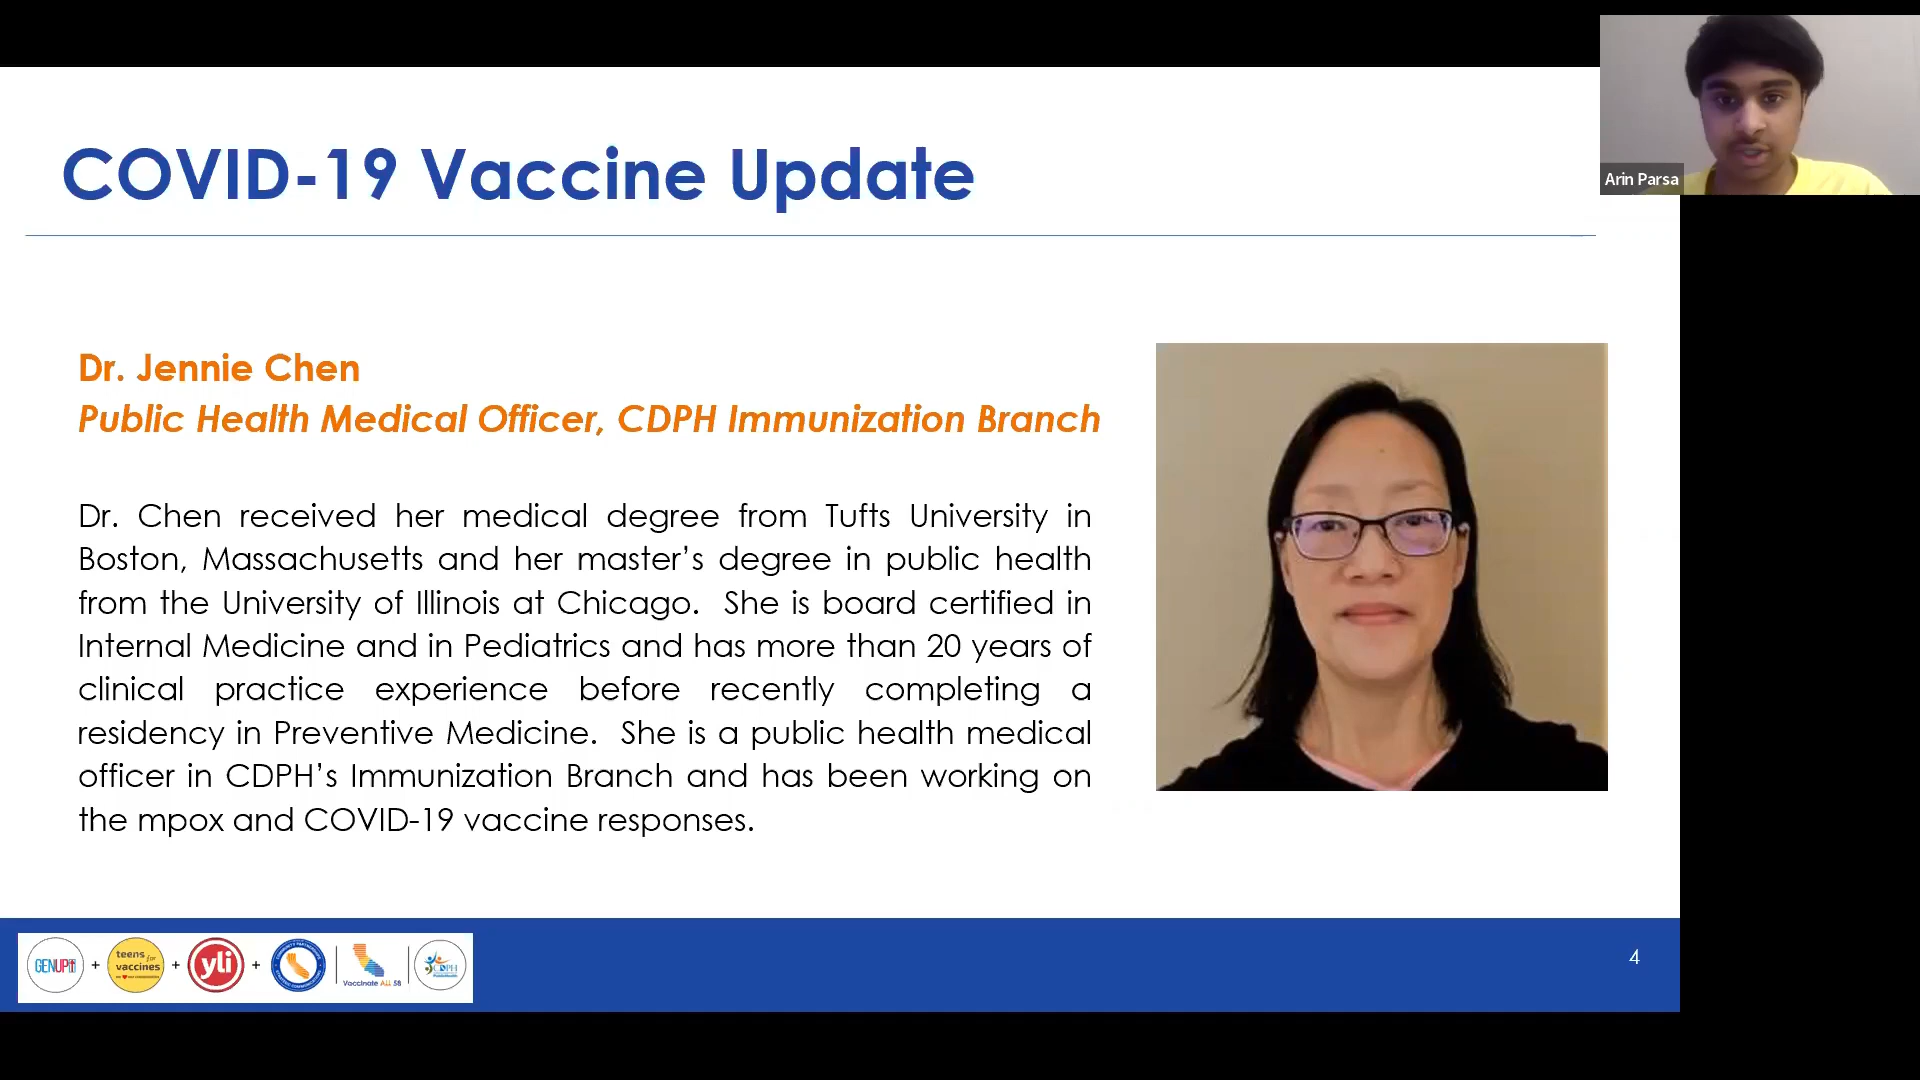 COVID-19 Vaccine Update
Arin Parsa
Dr. Jennie Chen
Public Health Medical Officer, CDPH Immunization Branch
Dr. Chen received her medical degree from Tufts University in
Boston, Massachusetts and her master’s degree in public health
from the University of Illinois at Chicago. She is board certified in
Internal Medicine and in Pediatrics and has more than 20 years of
clinical practice experience before recently completing a
residency in Preventive Medicine. She is a public health medical
officer in CDPH’s Immunization Branch and has been working on
the mpox and COVID-19 vaccine responses.
GENUP
+
teens for
vaccines
+
yli
+
Vaccinate ALL 58
CDPH
4